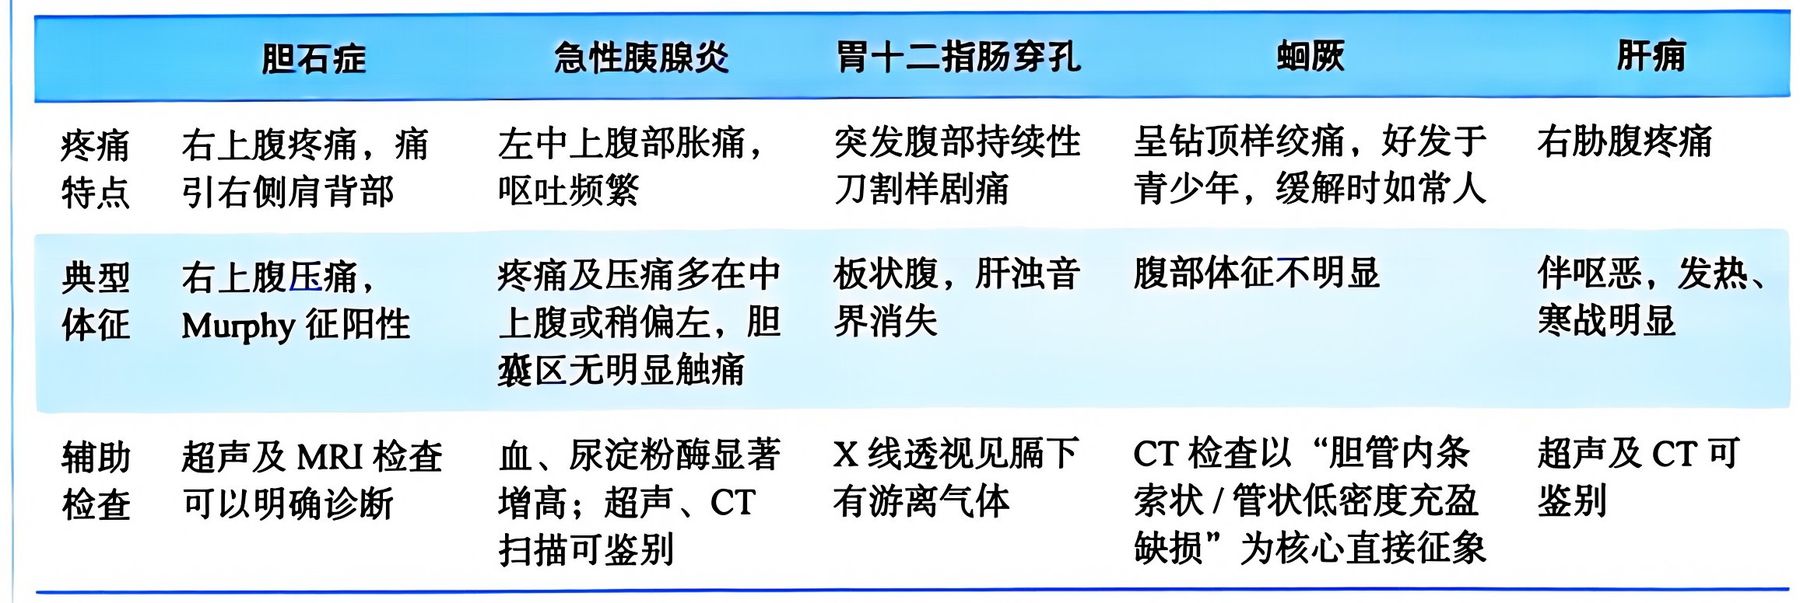 胆石症 急性胰腺炎 胃十二指肠穿孔 蛔厥 肝痈
疼痛特点
右上腹疼痛，痛
引右侧肩背部
左中上腹部胀痛，
呕吐频繁
突发腹部持续性
刀割样剧痛
呈钻顶样绞痛，好发于
青少年，缓解时如常人
右胁腹疼痛
典型
体征
右上腹压痛，
Murphy 征阳性
疼痛及压痛多在中
上腹或稍偏左，胆
囊区无明显触痛
板状腹，肝浊音
界消失
腹部体征不明显
伴呕恶，发热、
寒战明显
辅助
检查
超声及 MRI 检查
可以明确诊断
血、尿淀粉酶显著
增高；超声、CT
扫描可鉴别
X 线透视见膈下
有游离气体
CT 检查以“胆管内条
索状 / 管状低密度充盈
缺损”为核心直接征象
超声及 CT 可
鉴别